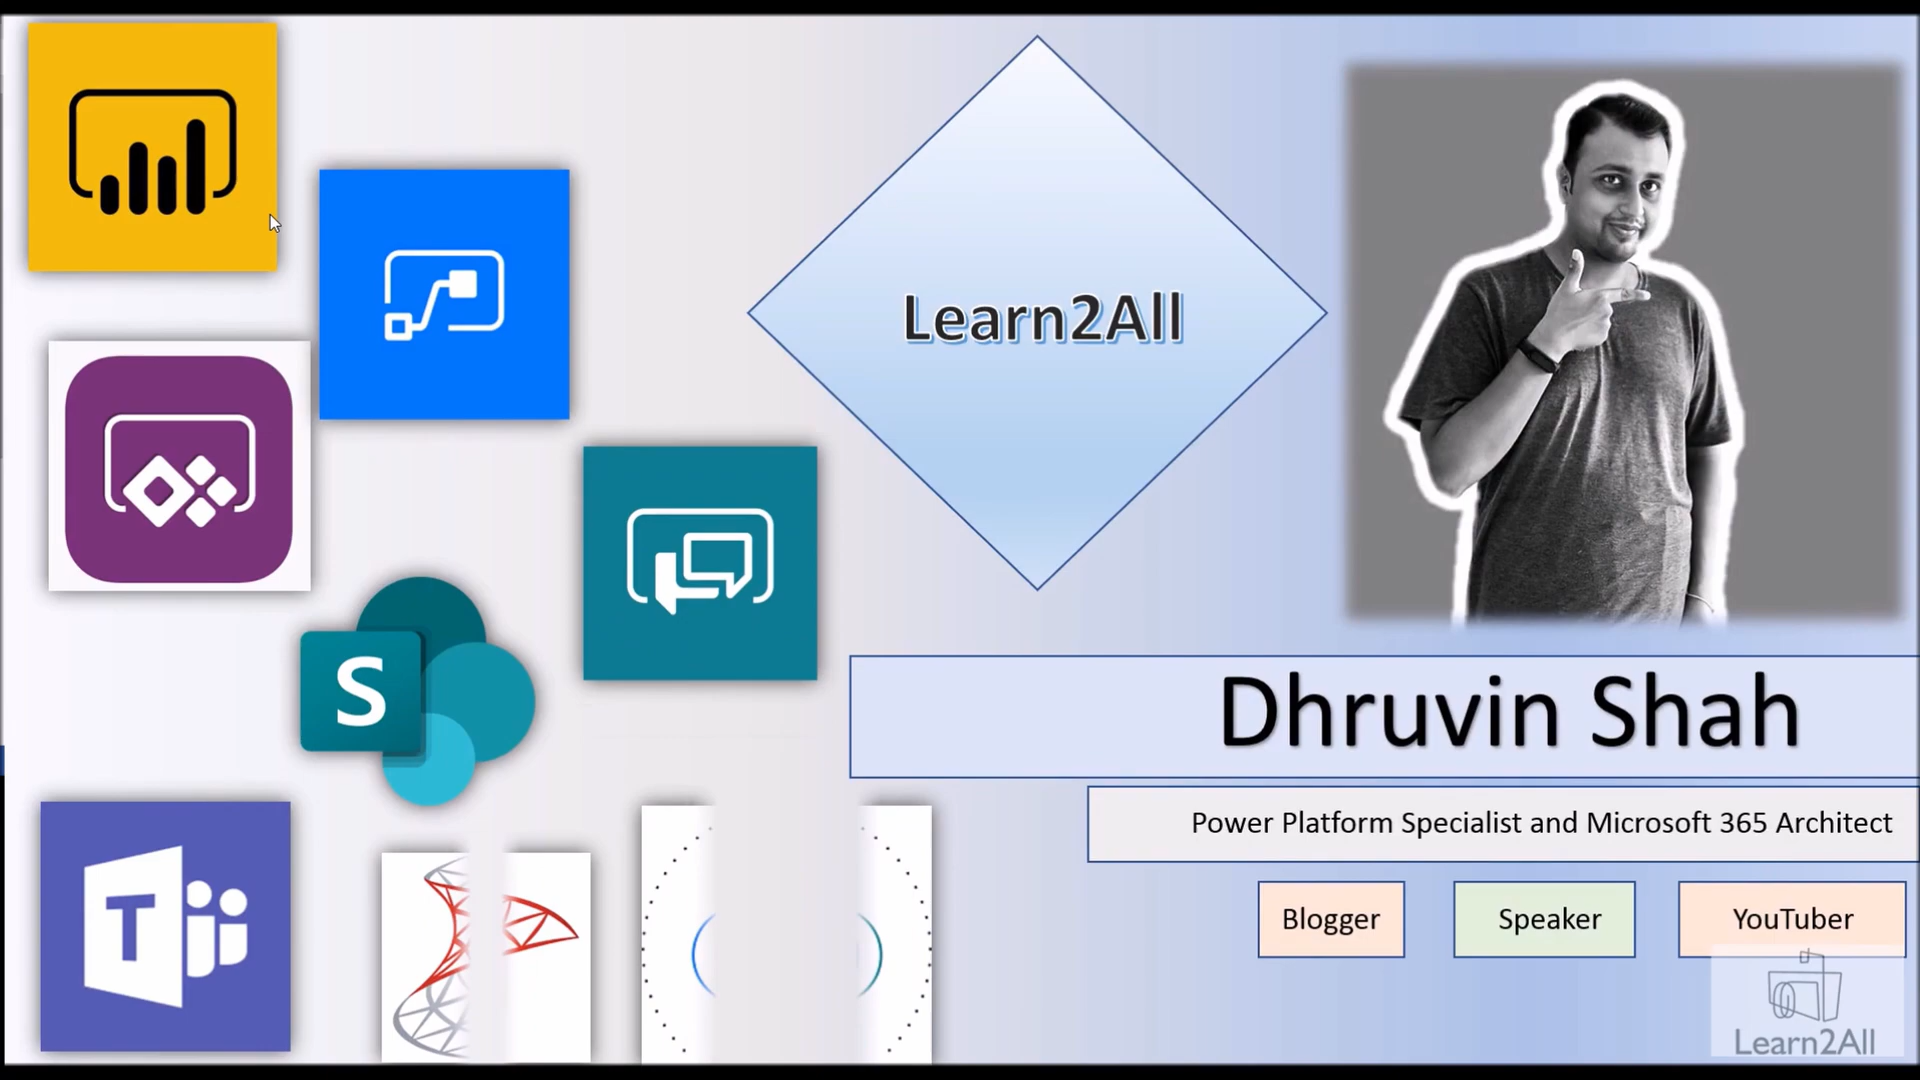 Learn2All
S
Dhruvin Shah
Power Platform Specialist and Microsoft 365 Architect
T
Blogger
Speaker
YouTuber
Learn2All